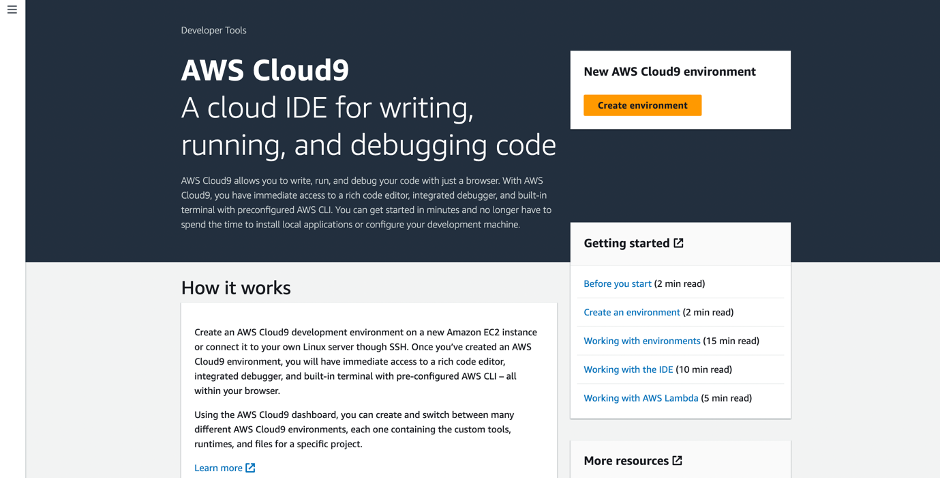 Developer Tools
AWS Cloud9
A cloud IDE for writing,
running, and debugging code
AWS Cloud9 allows you to write, run, and debug your code with just a browser. With AWS
Cloud9, you have immediate access to a rich code editor, integrated debugger, and built-in
terminal with preconfigured AWS CLI. You can get started in minutes and no longer have to
spend the time to install local applications or configure your development machine.
New AWS Cloud9 environment
Create environment
How it works
Create an AWS Cloud9 development environment on a new Amazon EC2 instance
or connect it to your own Linux server though SSH. Once you've created an AWS
Cloud9 environment, you will have immediate access to a rich code editor,
integrated debugger, and built-in terminal with pre-configured AWS CLI – all
within your browser.
Using the AWS Cloud9 dashboard, you can create and switch between many
different AWS Cloud9 environments, each one containing the custom tools,
runtimes, and files for a specific project.
Learn more
Getting started
Before you start (2 min read)
Create an environment (2 min read)
Working with environments (15 min read)
Working with the IDE (10 min read)
Working with AWS Lambda (5 min read)
More resources